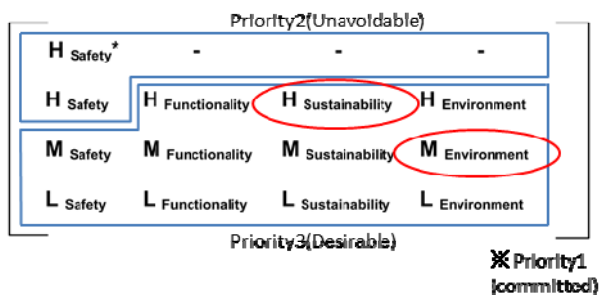 Priority2(Unavoidable)
H Safety* - - -
H Safety H Functionality H Sustainability H Environment
M Safety M Functionality M Sustainability M Environment
L Safety L Functionality L Sustainability L Environment
Priority3(Desirable)
※ Priority1
(committed)